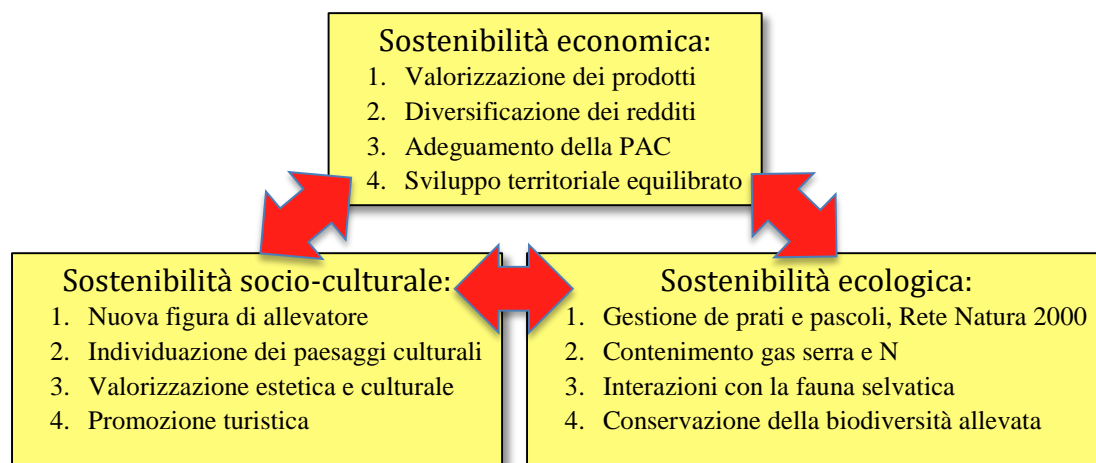 Sostenibilità economica:
1. Valorizzazione dei prodotti
2. Diversificazione dei redditi
3. Adeguamento della PAC
4. Sviluppo territoriale equilibrato
Sostenibilità socio-culturale:
1. Nuova figura di allevatore
2. Individuazione dei paesaggi culturali
3. Valorizzazione estetica e culturale
4. Promozione turistica
Sostenibilità ecologica:
1. Gestione de prati e pascoli, Rete Natura 2000
2. Contenimento gas serra e N
3. Interazioni con la fauna selvatica
4. Conservazione della biodiversità allevata